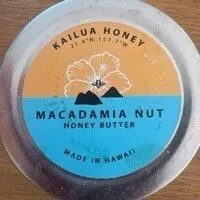 KAILUA HONEY
21.4°N 157.7°W
MACADAMIA NUT
HONEY BUTTER
MADE IN HAWAII